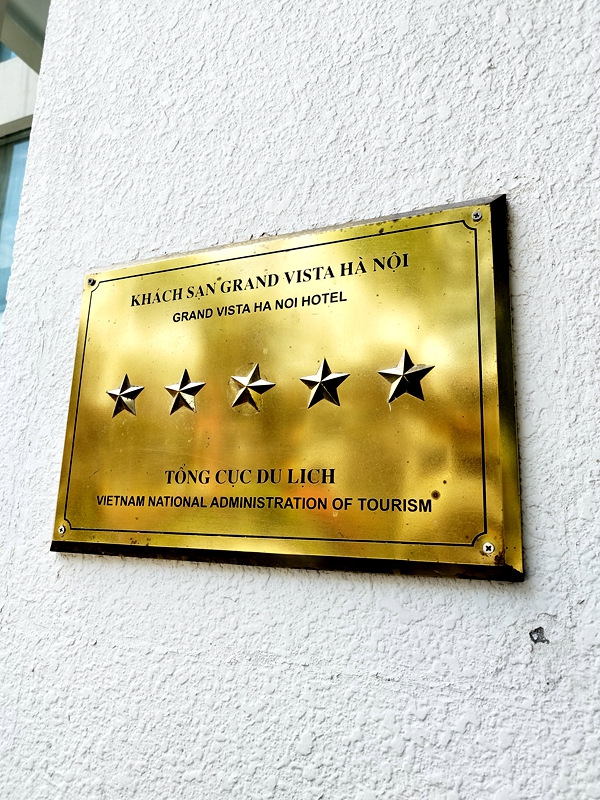 KHÁCH SẠN GRAND VISTA HÀ NỘI
GRAND VISTA HA NOI HOTEL
TỔNG CỤC DU LỊCH
VIETNAM NATIONAL ADMINISTRATION OF TOURISM